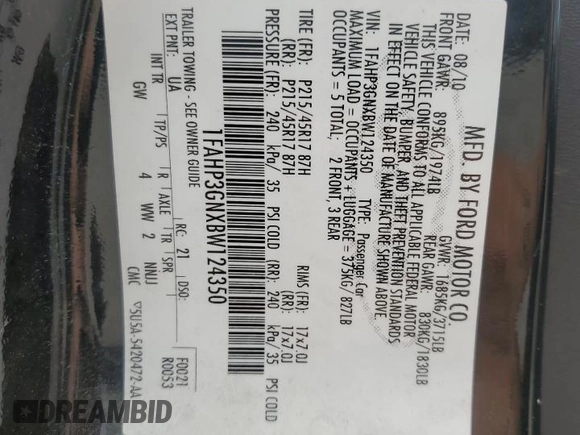 MFD. BY FORD MOTOR CO.
DATE: 08/10 GVWR: 1685KG/3715LB
FRONT GAWR: 895KG/1974LB REAR GAWR: 830KG/1830LB
THIS VEHICLE CONFORMS TO ALL APPLICABLE FEDERAL MOTOR
VEHICLE SAFETY, BUMPER, AND THEFT PREVENTION STANDARDS
IN EFFECT ON THE DATE OF MANUFACTURE SHOWN ABOVE.
VIN: 1FAHP3GNXBW124350 TYPE: Passenger Car
MAXIMUM LOAD = OCCUPANTS + LUGGAGE = 375KG/827LB
OCCUPANTS = 5 TOTAL: 2 FRONT, 3 REAR
TIRE (FR): P215/45R17 87H RIMS (FR): 17x7.0J
(RR): P215/45R17 87H (RR): 17x7.0J
PRESSURE (FR): 240 kPa/ 35 PSI COLD (RR): 240 kPa/ 35 PSI COLD
1FAHP3GNXBW124350
TRAILER TOWING - SEE OWNER GUIDE
EXT PNT: UA RC: 21 DSO: F0021
R0053
INT TR TP/PS R AXLE TR SPR
GW 4 WW 2 NNUJ
CMC ▽5U5A-5420472-AA
DREAMBID